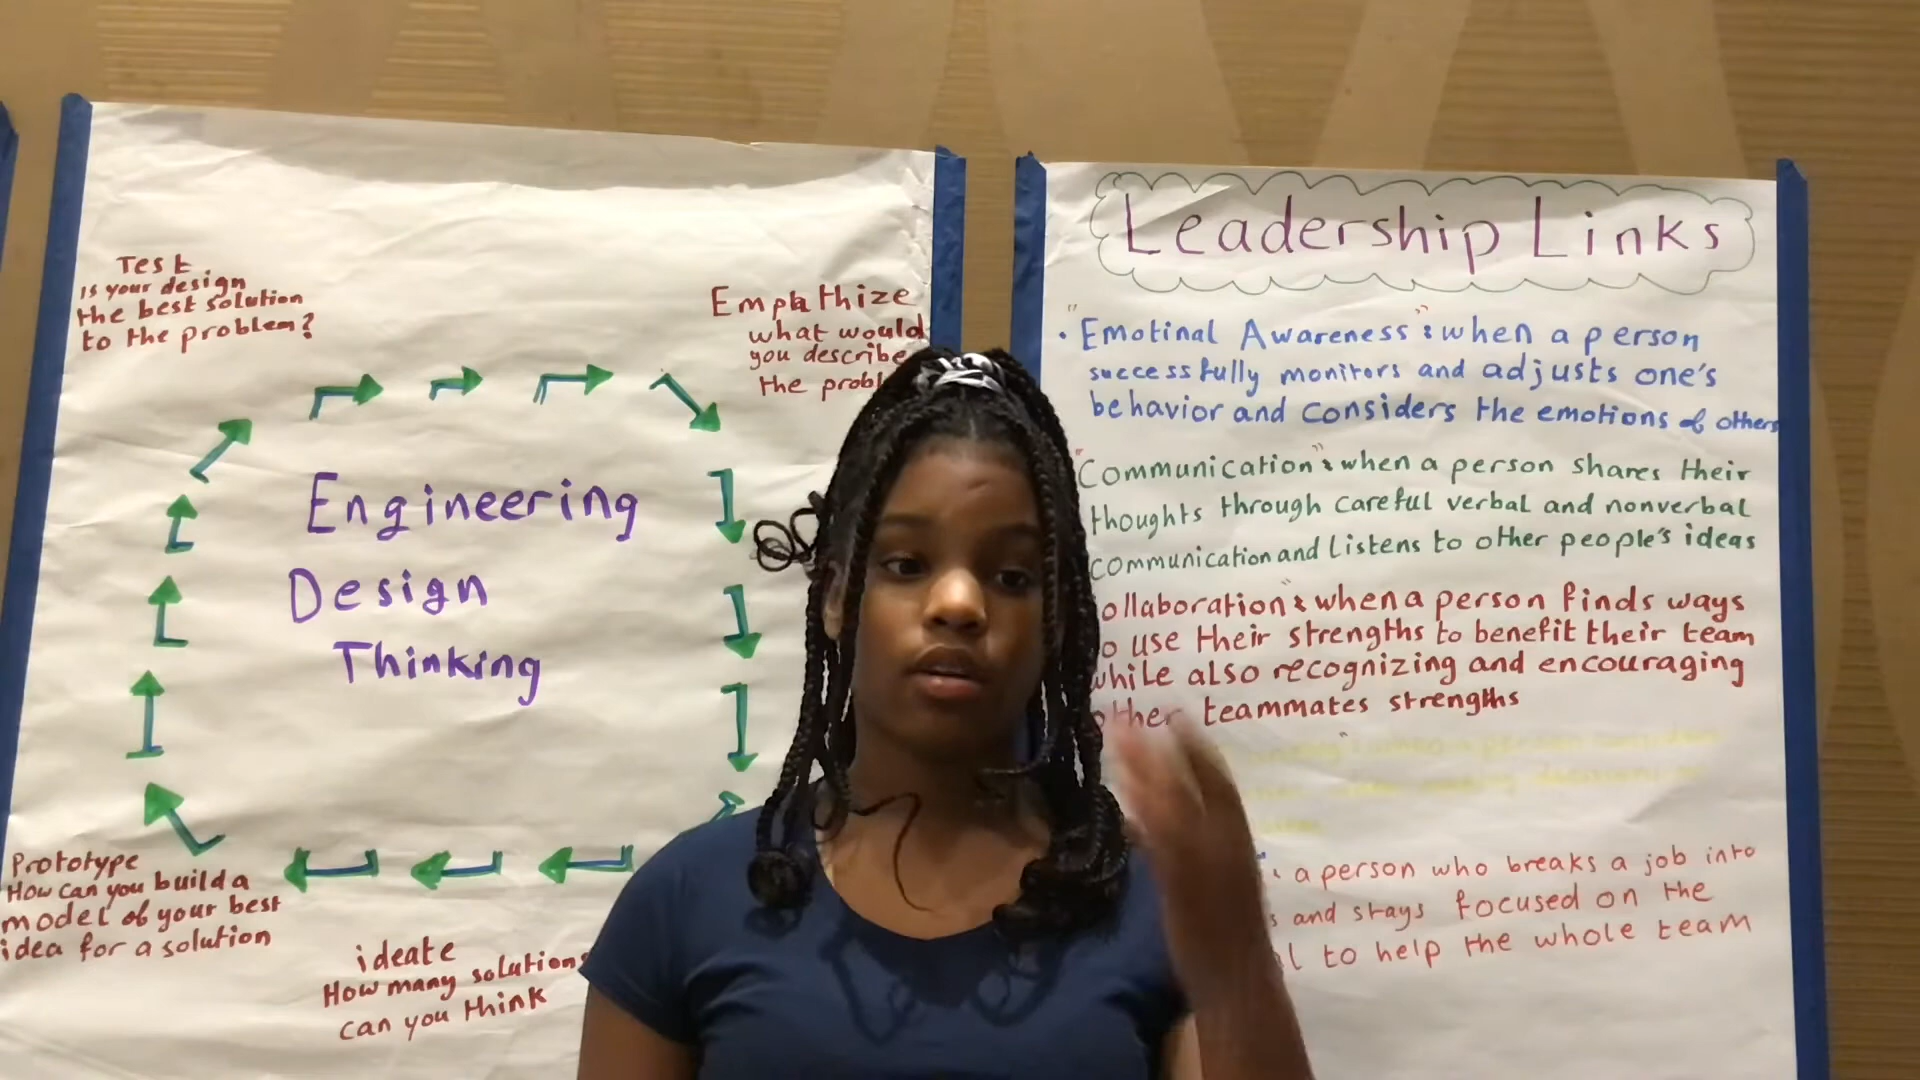 Test
Is your design
the best solution
to the problem?
Empathize
what would
you describe
the probl
Engineering
Design
Thinking
Prototype
How can you build a
model of your best
idea for a solution
ideate
How many solutions
can you think
Leadership Links
• "Emotinal Awareness": when a person
successfully monitors and adjusts one's
behavior and considers the emotions of others
"Communication": when a person shares their
thoughts through careful verbal and nonverbal
communication and Listens to other people's ideas
ollaboration": when a person finds ways
o use their strengths to benefit their team
while also recognizing and encouraging
other teammates strengths
: a person who breaks a job into
s and stays focused on the
l to help the whole team